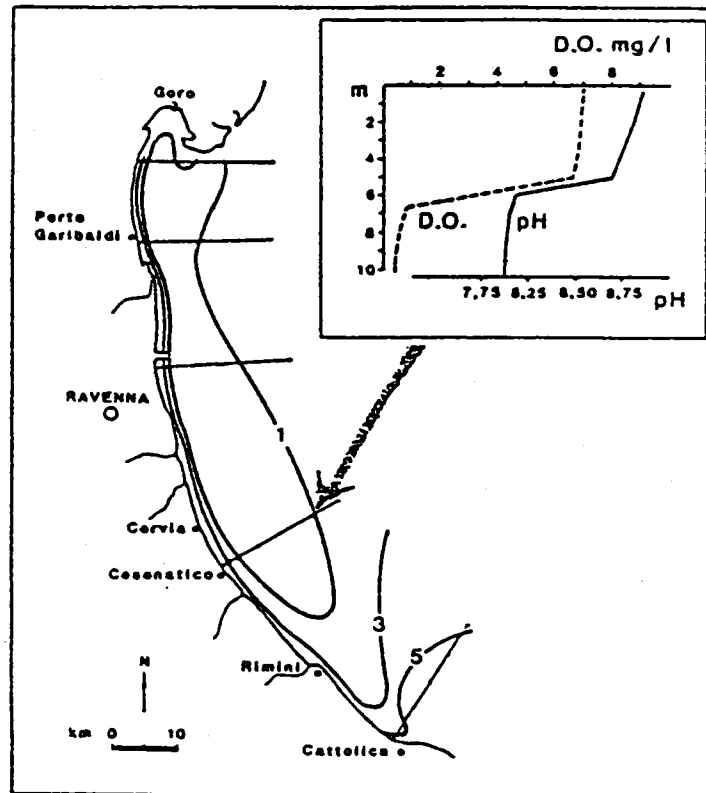 D.O. mg/l
2 4 6 8
m
2
4
6
8
10
D.O. pH
7,75 8,25 8,50 8,75
pH
Goro
Porto
Garibaldi
RAVENNA
1
Cervia
Cesenatico
3
5
N
Rimini
km 0 10
Cattolica